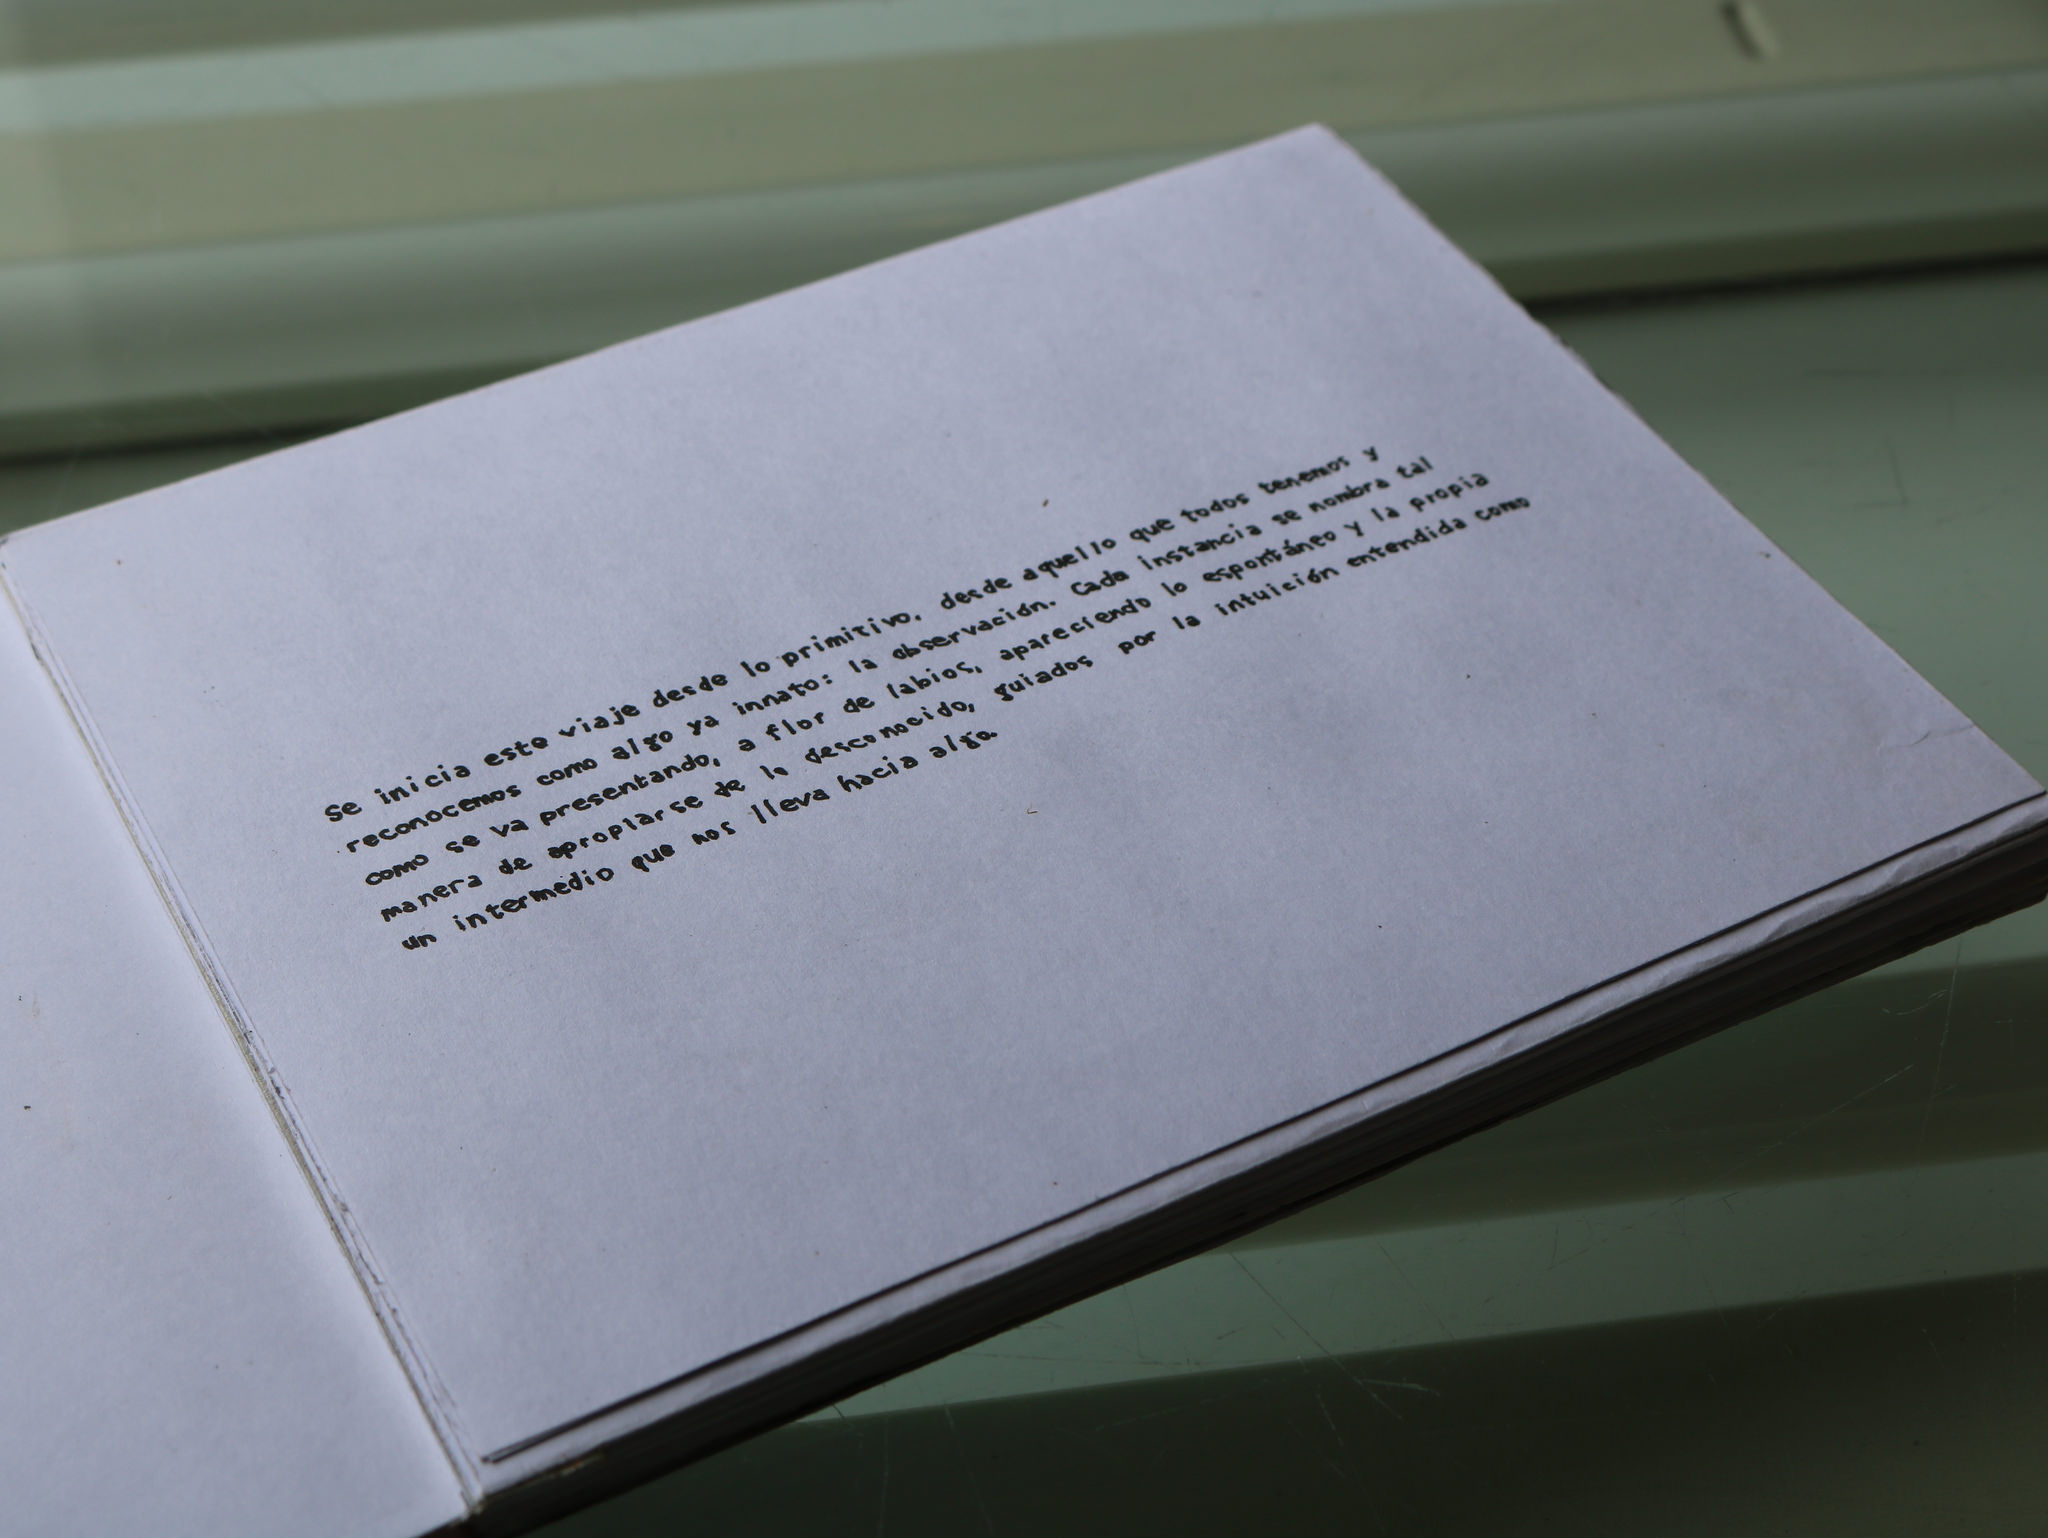 Se inicia este viaje desde lo primitivo, desde aquello que todos tenemos y
reconocemos como algo ya innato: la observación. Cada instancia se nombra tal
como se va presentando, a flor de labios, apareciendo lo espontáneo y la propia
manera de apropiarse de lo desconocido, guiados por la intuición entendida como
un intermedio que nos lleva hacia algo.